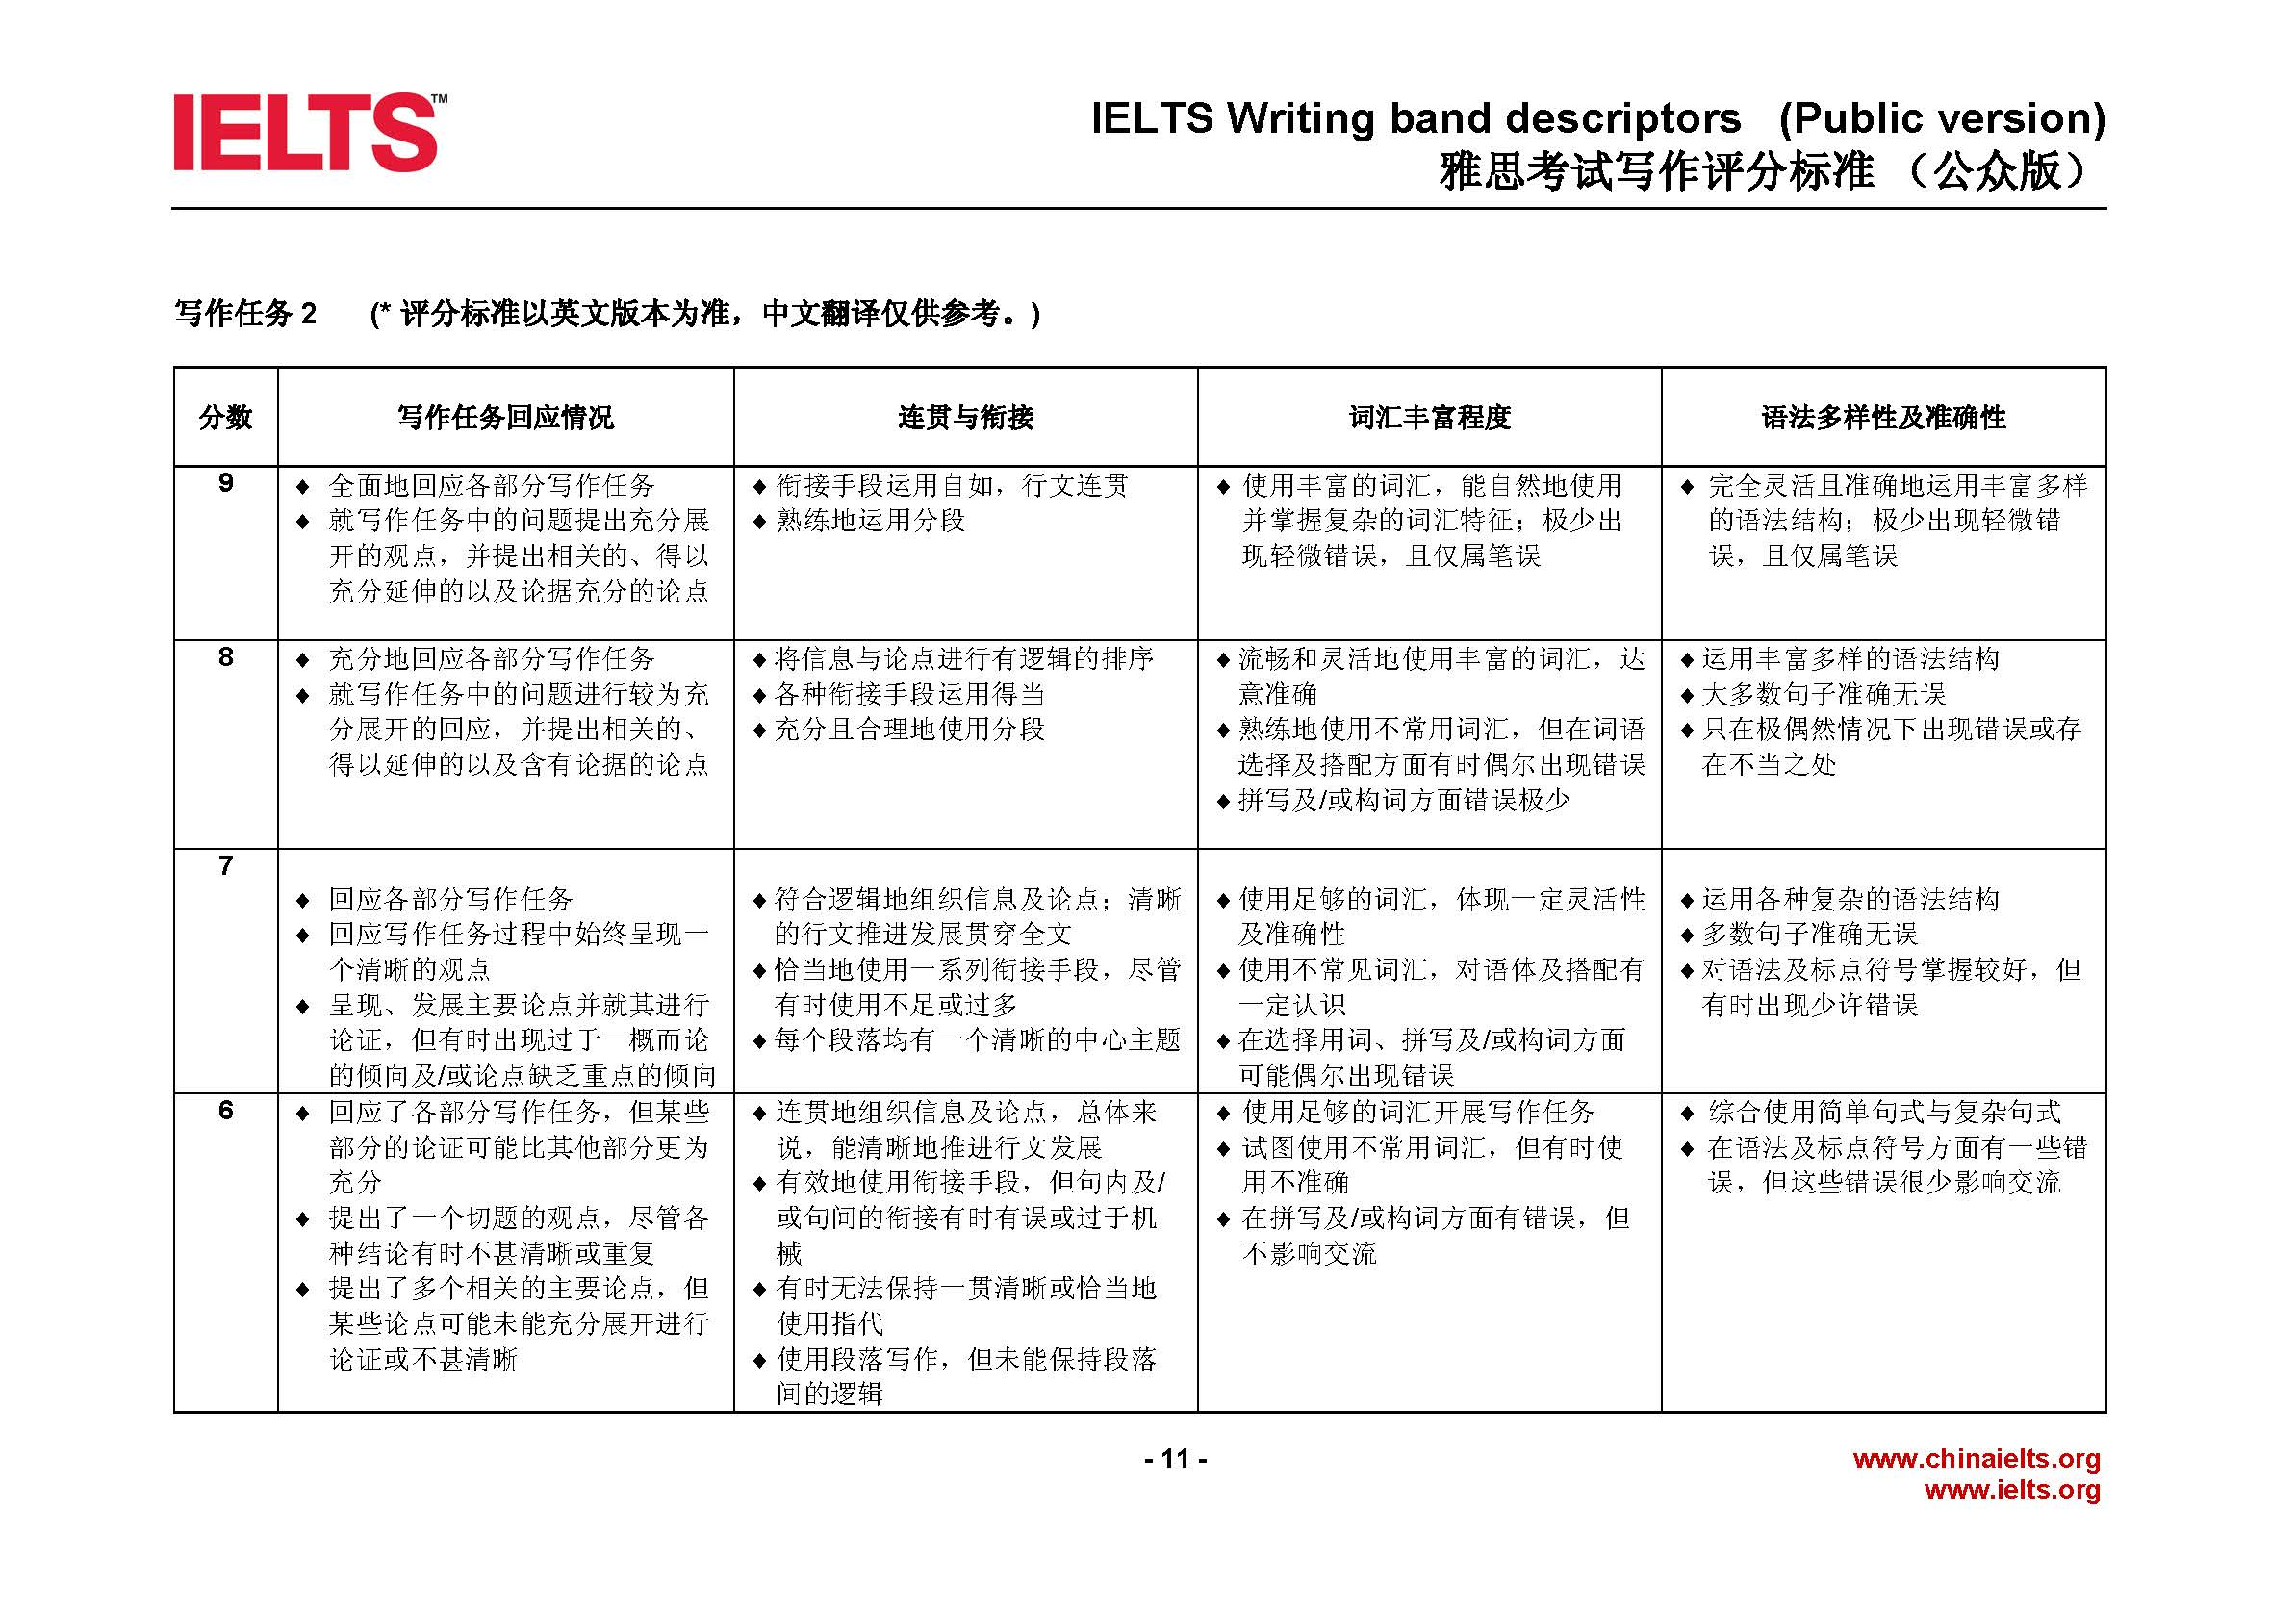 IELTS™
IELTS Writing band descriptors (Public version)
雅思考试写作评分标准 （公众版）
写作任务 2 (* 评分标准以英文版本为准，中文翻译仅供参考。)
分数
写作任务回应情况
连贯与衔接
词汇丰富程度
语法多样性及准确性
9
♦ 全面地回应各部分写作任务
♦ 就写作任务中的问题提出充分展
开的观点，并提出相关的、得以
充分延伸的以及论据充分的论点
♦ 衔接手段运用自如，行文连贯
♦ 熟练地运用分段
♦ 使用丰富的词汇，能自然地使用
并掌握复杂的词汇特征；极少出
现轻微错误，且仅属笔误
♦ 完全灵活且准确地运用丰富多样
的语法结构；极少出现轻微错
误，且仅属笔误
8
♦ 充分地回应各部分写作任务
♦ 就写作任务中的问题进行较为充
分展开的回应，并提出相关的、
得以延伸的以及含有论据的论点
♦ 将信息与论点进行有逻辑的排序
♦ 各种衔接手段运用得当
♦ 充分且合理地使用分段
♦ 流畅和灵活地使用丰富的词汇，达
意准确
♦ 熟练地使用不常用词汇，但在词语
选择及搭配方面有时偶尔出现错误
♦ 拼写及/或构词方面错误极少
♦ 运用丰富多样的语法结构
♦ 大多数句子准确无误
♦ 只在极偶然情况下出现错误或存
在不当之处
7
♦ 回应各部分写作任务
♦ 回应写作任务过程中始终呈现一
个清晰的观点
♦ 呈现、发展主要论点并就其进行
论证，但有时出现过于一概而论
的倾向及/或论点缺乏重点的倾向
♦ 符合逻辑地组织信息及论点；清晰
的行文推进发展贯穿全文
♦ 恰当地使用一系列衔接手段，尽管
有时使用不足或过多
♦ 每个段落均有一个清晰的中心主题
♦ 使用足够的词汇，体现一定灵活性
及准确性
♦ 使用不常见词汇，对语体及搭配有
一定认识
♦ 在选择用词、拼写及/或构词方面
可能偶尔出现错误
♦ 运用各种复杂的语法结构
♦ 多数句子准确无误
♦ 对语法及标点符号掌握较好，但
有时出现少许错误
6
♦ 回应了各部分写作任务，但某些
部分的论证可能比其他部分更为
充分
♦ 提出了一个切题的观点，尽管各
种结论有时不甚清晰或重复
♦ 提出了多个相关的主要论点，但
某些论点可能未能充分展开进行
论证或不甚清晰
♦ 连贯地组织信息及论点，总体来
说，能清晰地推进行文发展
♦ 有效地使用衔接手段，但句内及/
或句间的衔接有时有误或过于机
械
♦ 有时无法保持一贯清晰或恰当地
使用指代
♦ 使用段落写作，但未能保持段落
间的逻辑
♦ 使用足够的词汇开展写作任务
♦ 试图使用不常用词汇，但有时使
用不准确
♦ 在拼写及/或构词方面有错误，但
不影响交流
♦ 综合使用简单句式与复杂句式
♦ 在语法及标点符号方面有一些错
误，但这些错误很少影响交流
- 11 -
www.chinaielts.org
www.ielts.org